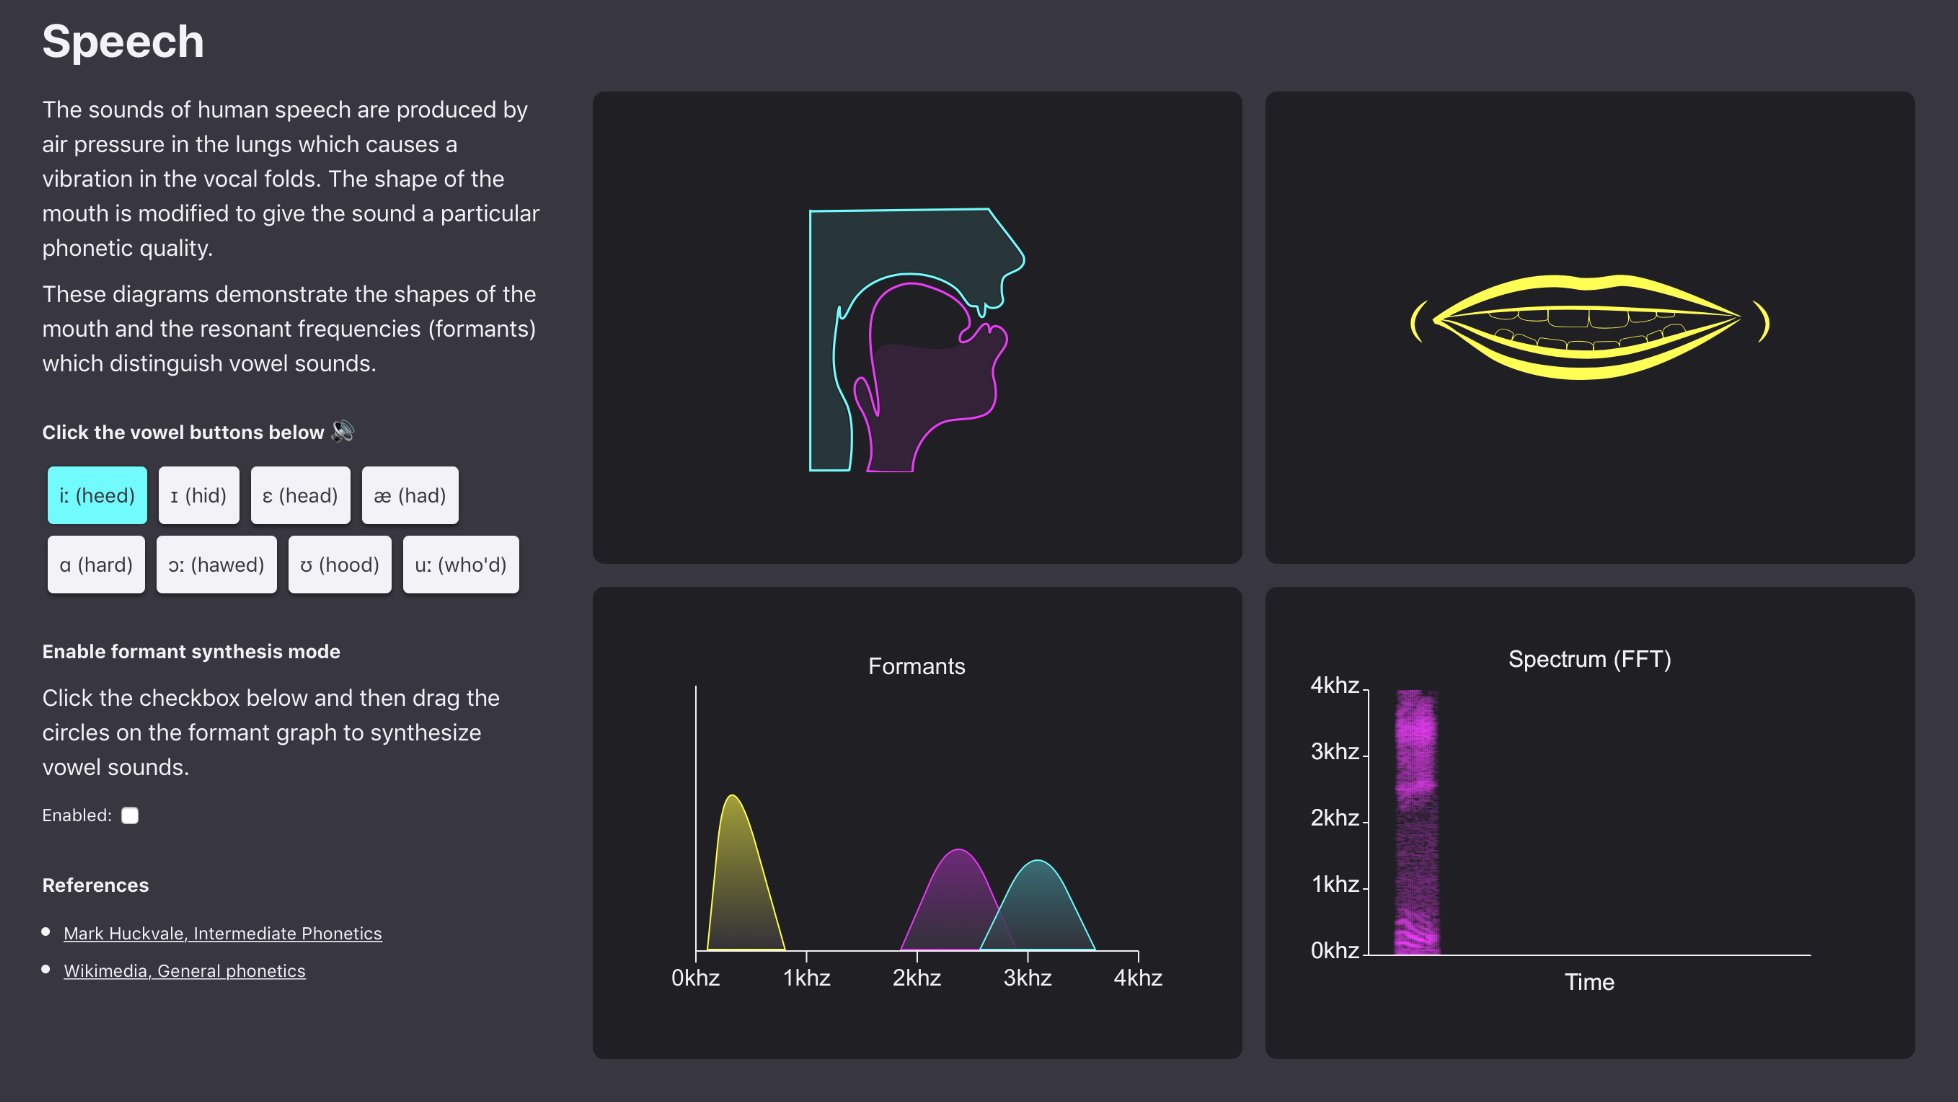 Speech
The sounds of human speech are produced by
air pressure in the lungs which causes a
vibration in the vocal folds. The shape of the
mouth is modified to give the sound a particular
phonetic quality.
These diagrams demonstrate the shapes of the
mouth and the resonant frequencies (formants)
which distinguish vowel sounds.
Click the vowel buttons below 🔊
iː (heed) ɪ (hid) ɛ (head) æ (had)
ɑ (hard) ɔː (hawed) ʊ (hood) uː (who'd)
Enable formant synthesis mode
Click the checkbox below and then drag the
circles on the formant graph to synthesize
vowel sounds.
Enabled:
References
Mark Huckvale, Intermediate Phonetics
Wikimedia, General phonetics
Formants
0khz 1khz 2khz 3khz 4khz
Spectrum (FFT)
4khz
3khz
2khz
1khz
0khz
Time